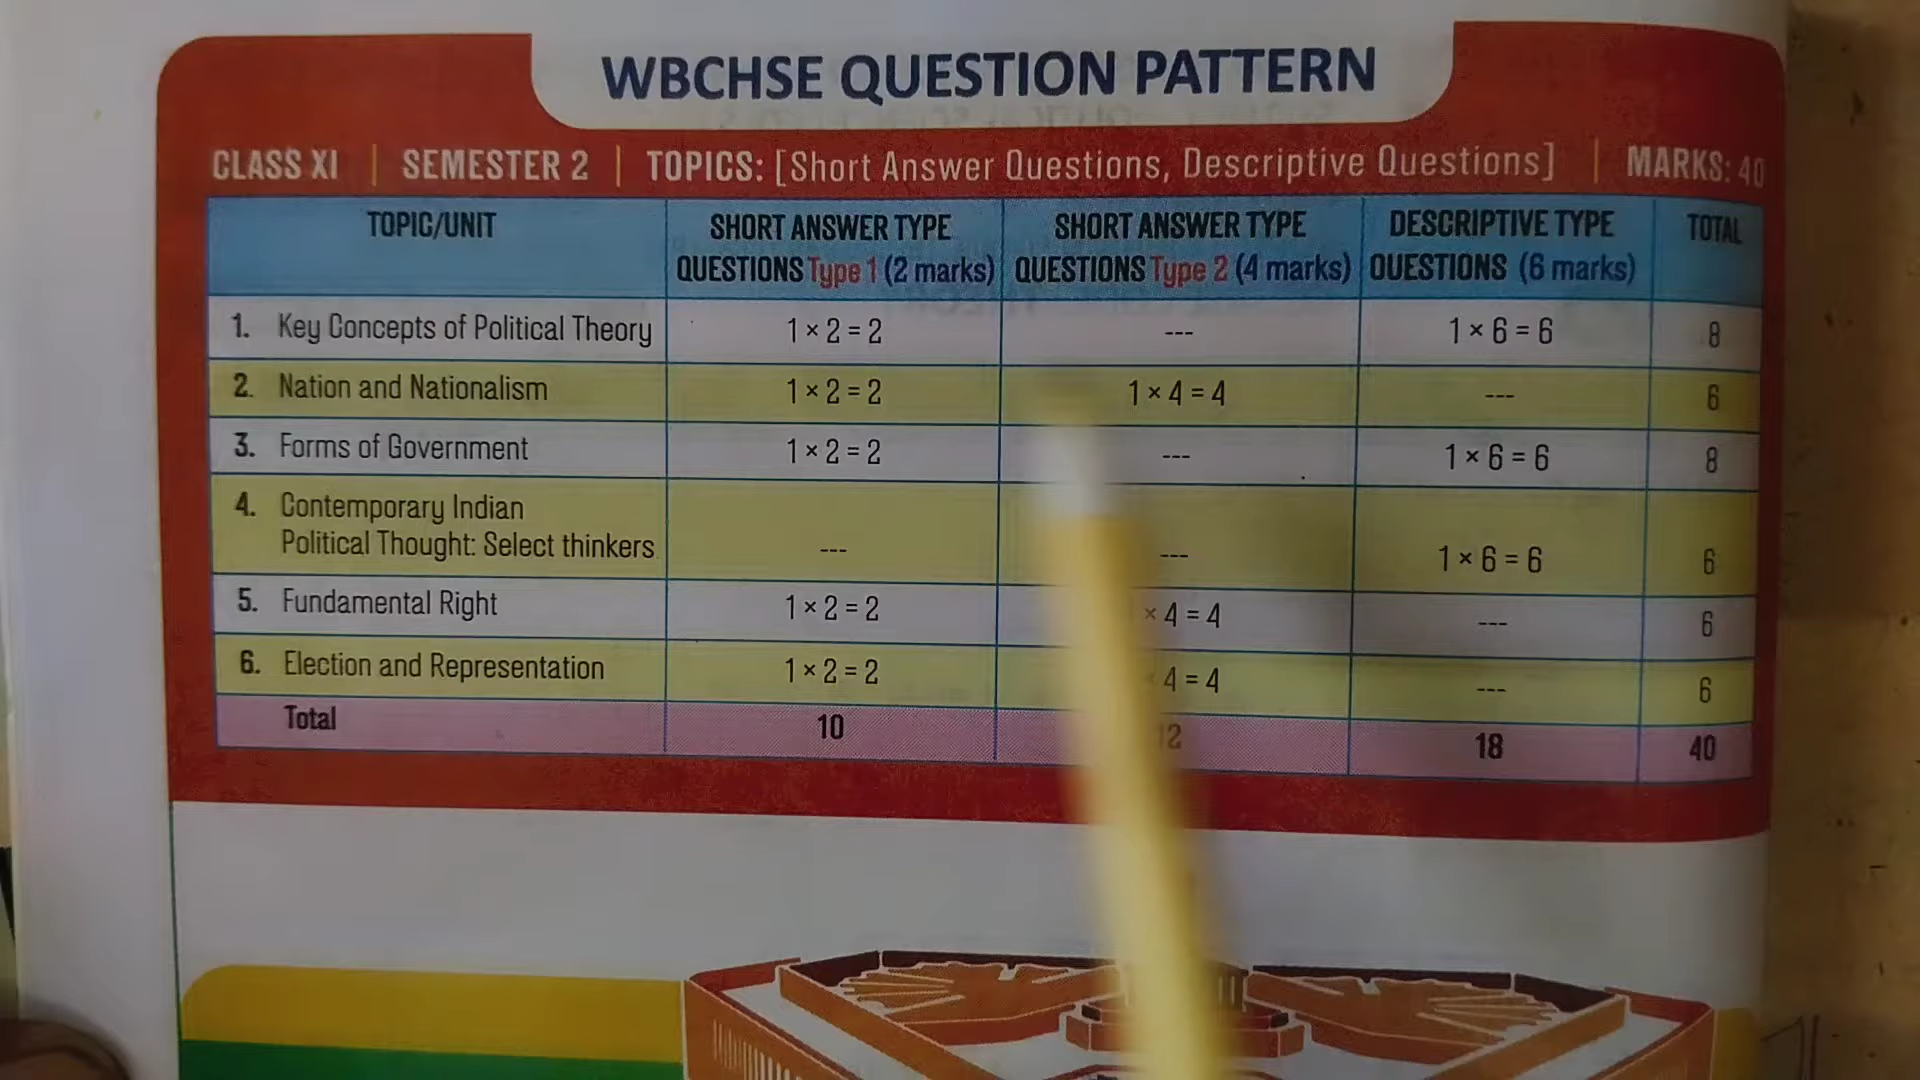 WBCHSE QUESTION PATTERN
CLASS XI | SEMESTER 2 | TOPICS: [Short Answer Questions, Descriptive Questions] | MARKS: 40
TOPIC/UNIT SHORT ANSWER TYPE QUESTIONS Type 1 (2 marks) SHORT ANSWER TYPE QUESTIONS Type 2 (4 marks) DESCRIPTIVE TYPE QUESTIONS (6 marks) TOTAL
1. Key Concepts of Political Theory 1 × 2 = 2 --- 1 × 6 = 6 8
2. Nation and Nationalism 1 × 2 = 2 1 × 4 = 4 --- 6
3. Forms of Government 1 × 2 = 2 --- 1 × 6 = 6 8
4. Contemporary Indian
Political Thought: Select thinkers --- --- 1 × 6 = 6 6
5. Fundamental Right 1 × 2 = 2 × 4 = 4 --- 6
6. Election and Representation 1 × 2 = 2 4 = 4 --- 6
Total 10 12 18 40